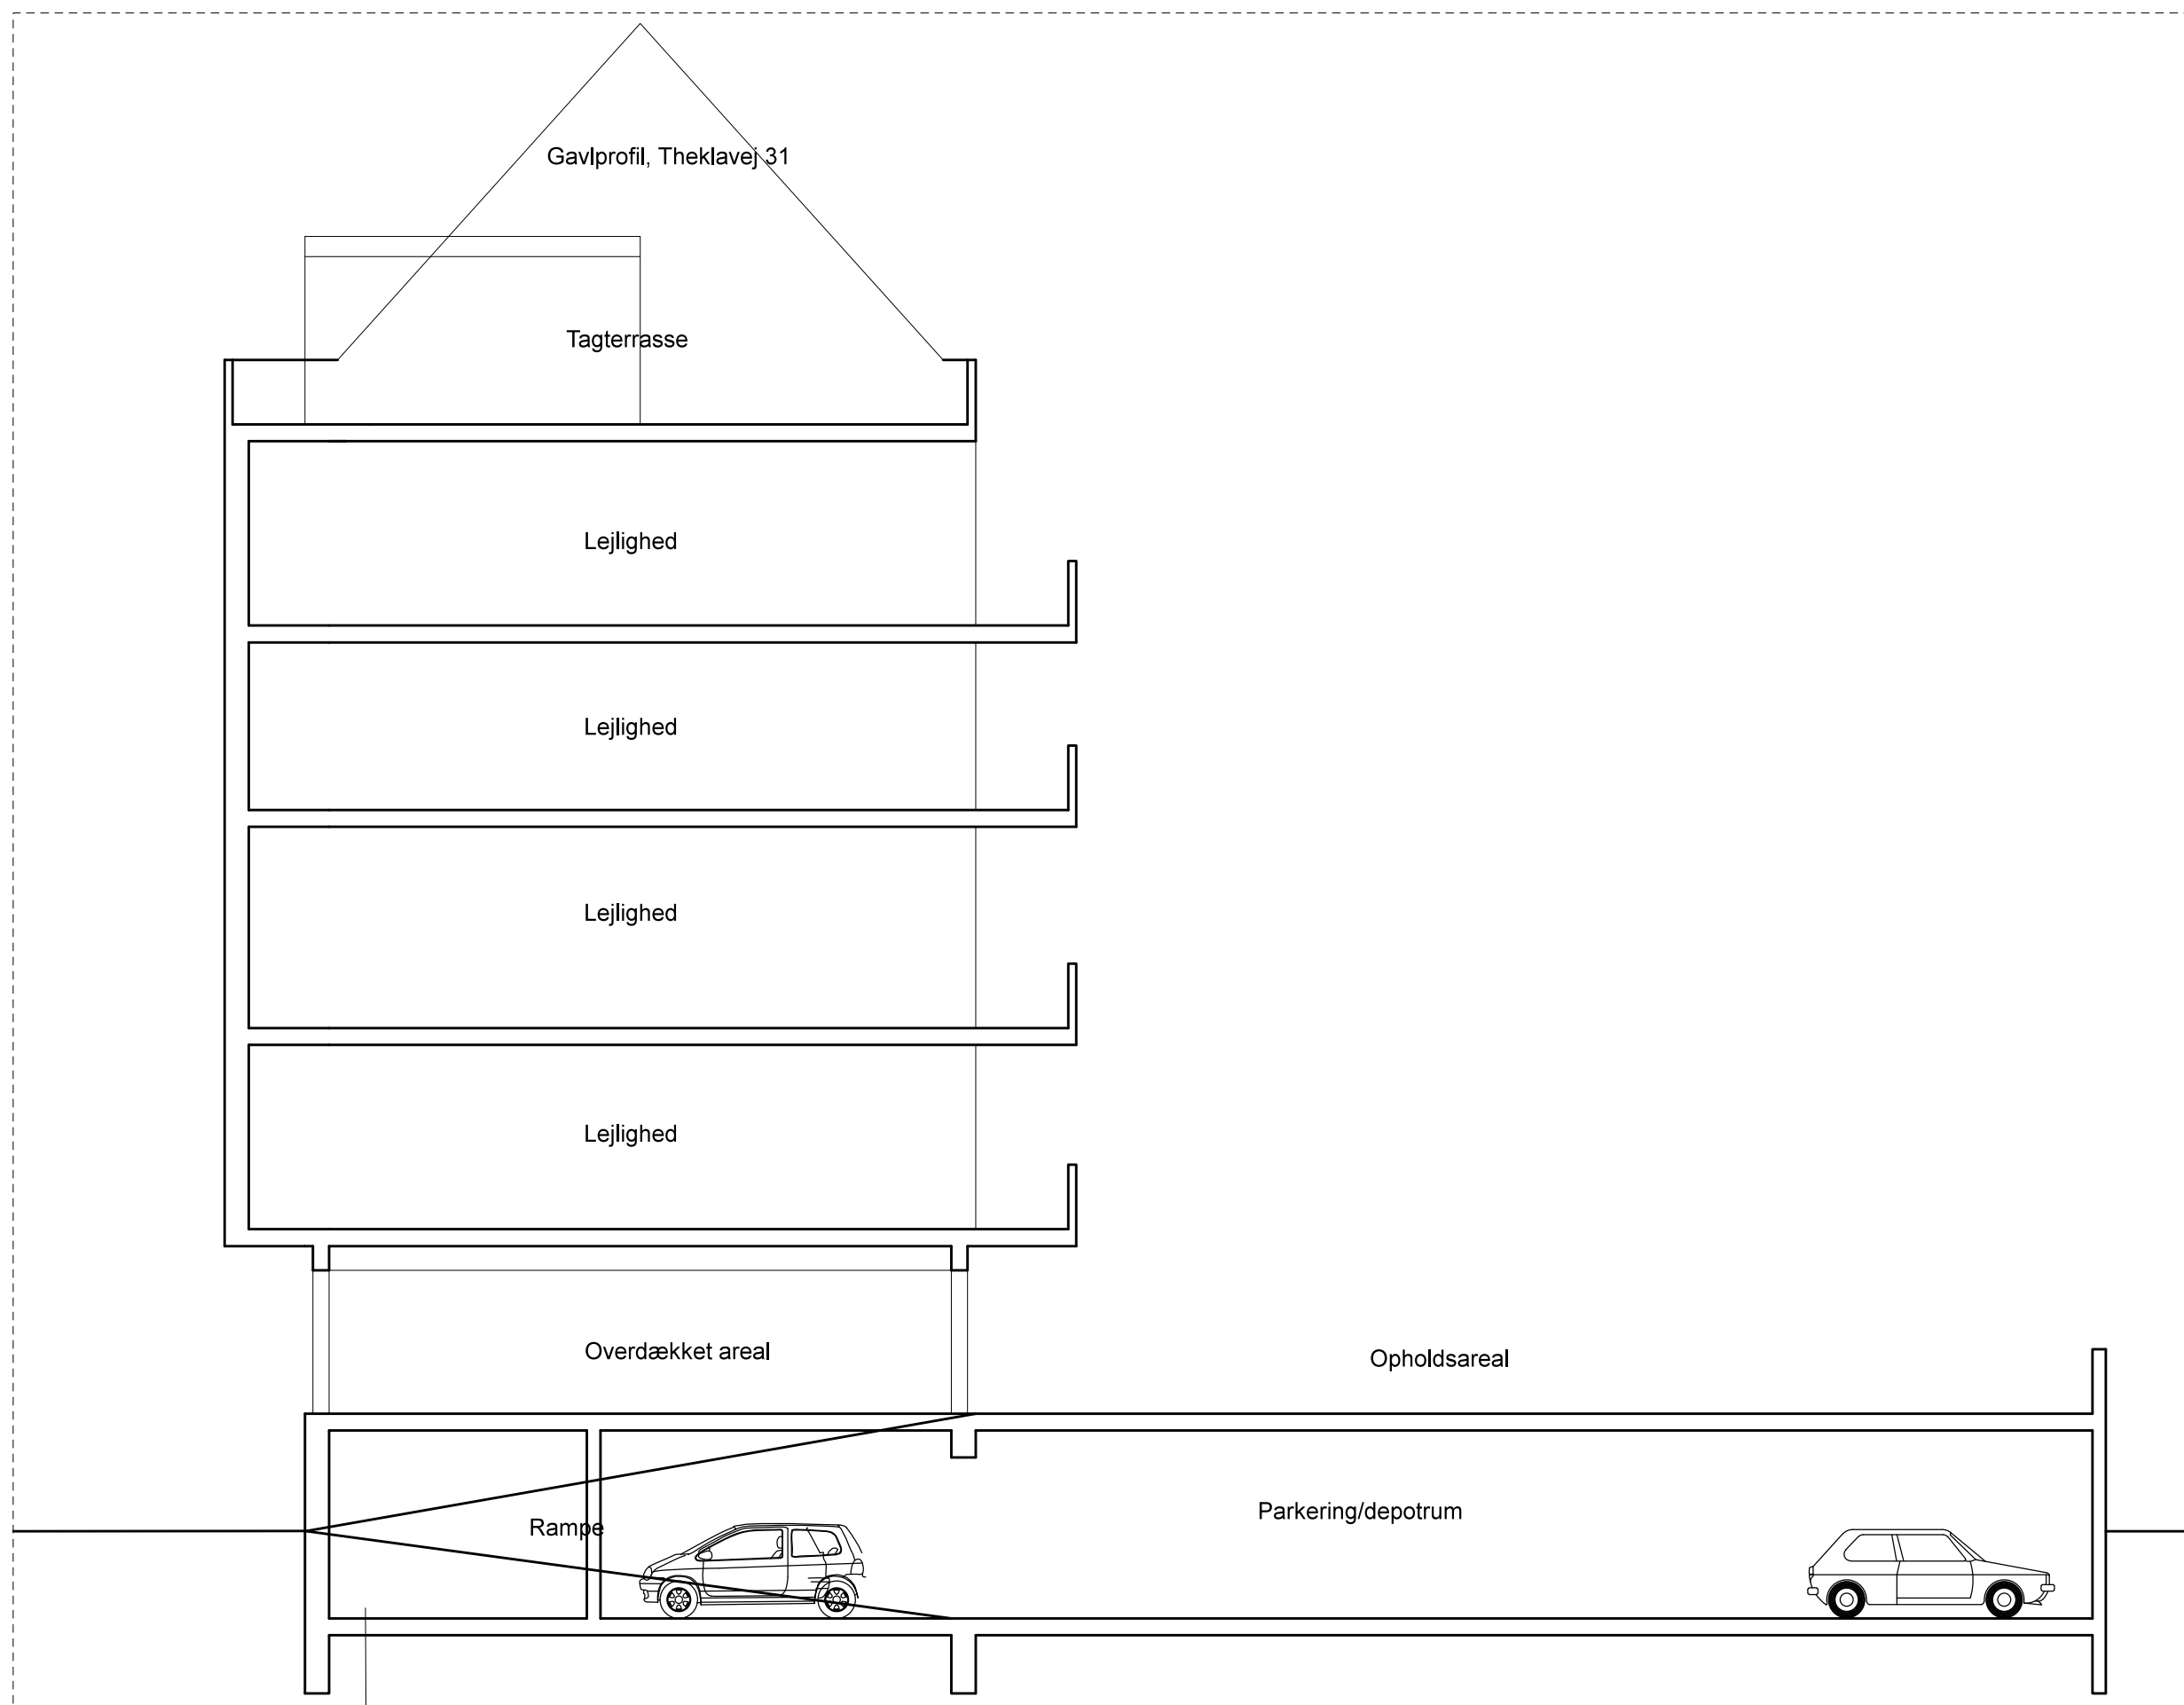 Gavlprofil, Theklavej 31
Tagterrasse
Lejlighed
Lejlighed
Lejlighed
Lejlighed
Overdækket areal
Opholdsareal
Parkering/depotrum
Rampe